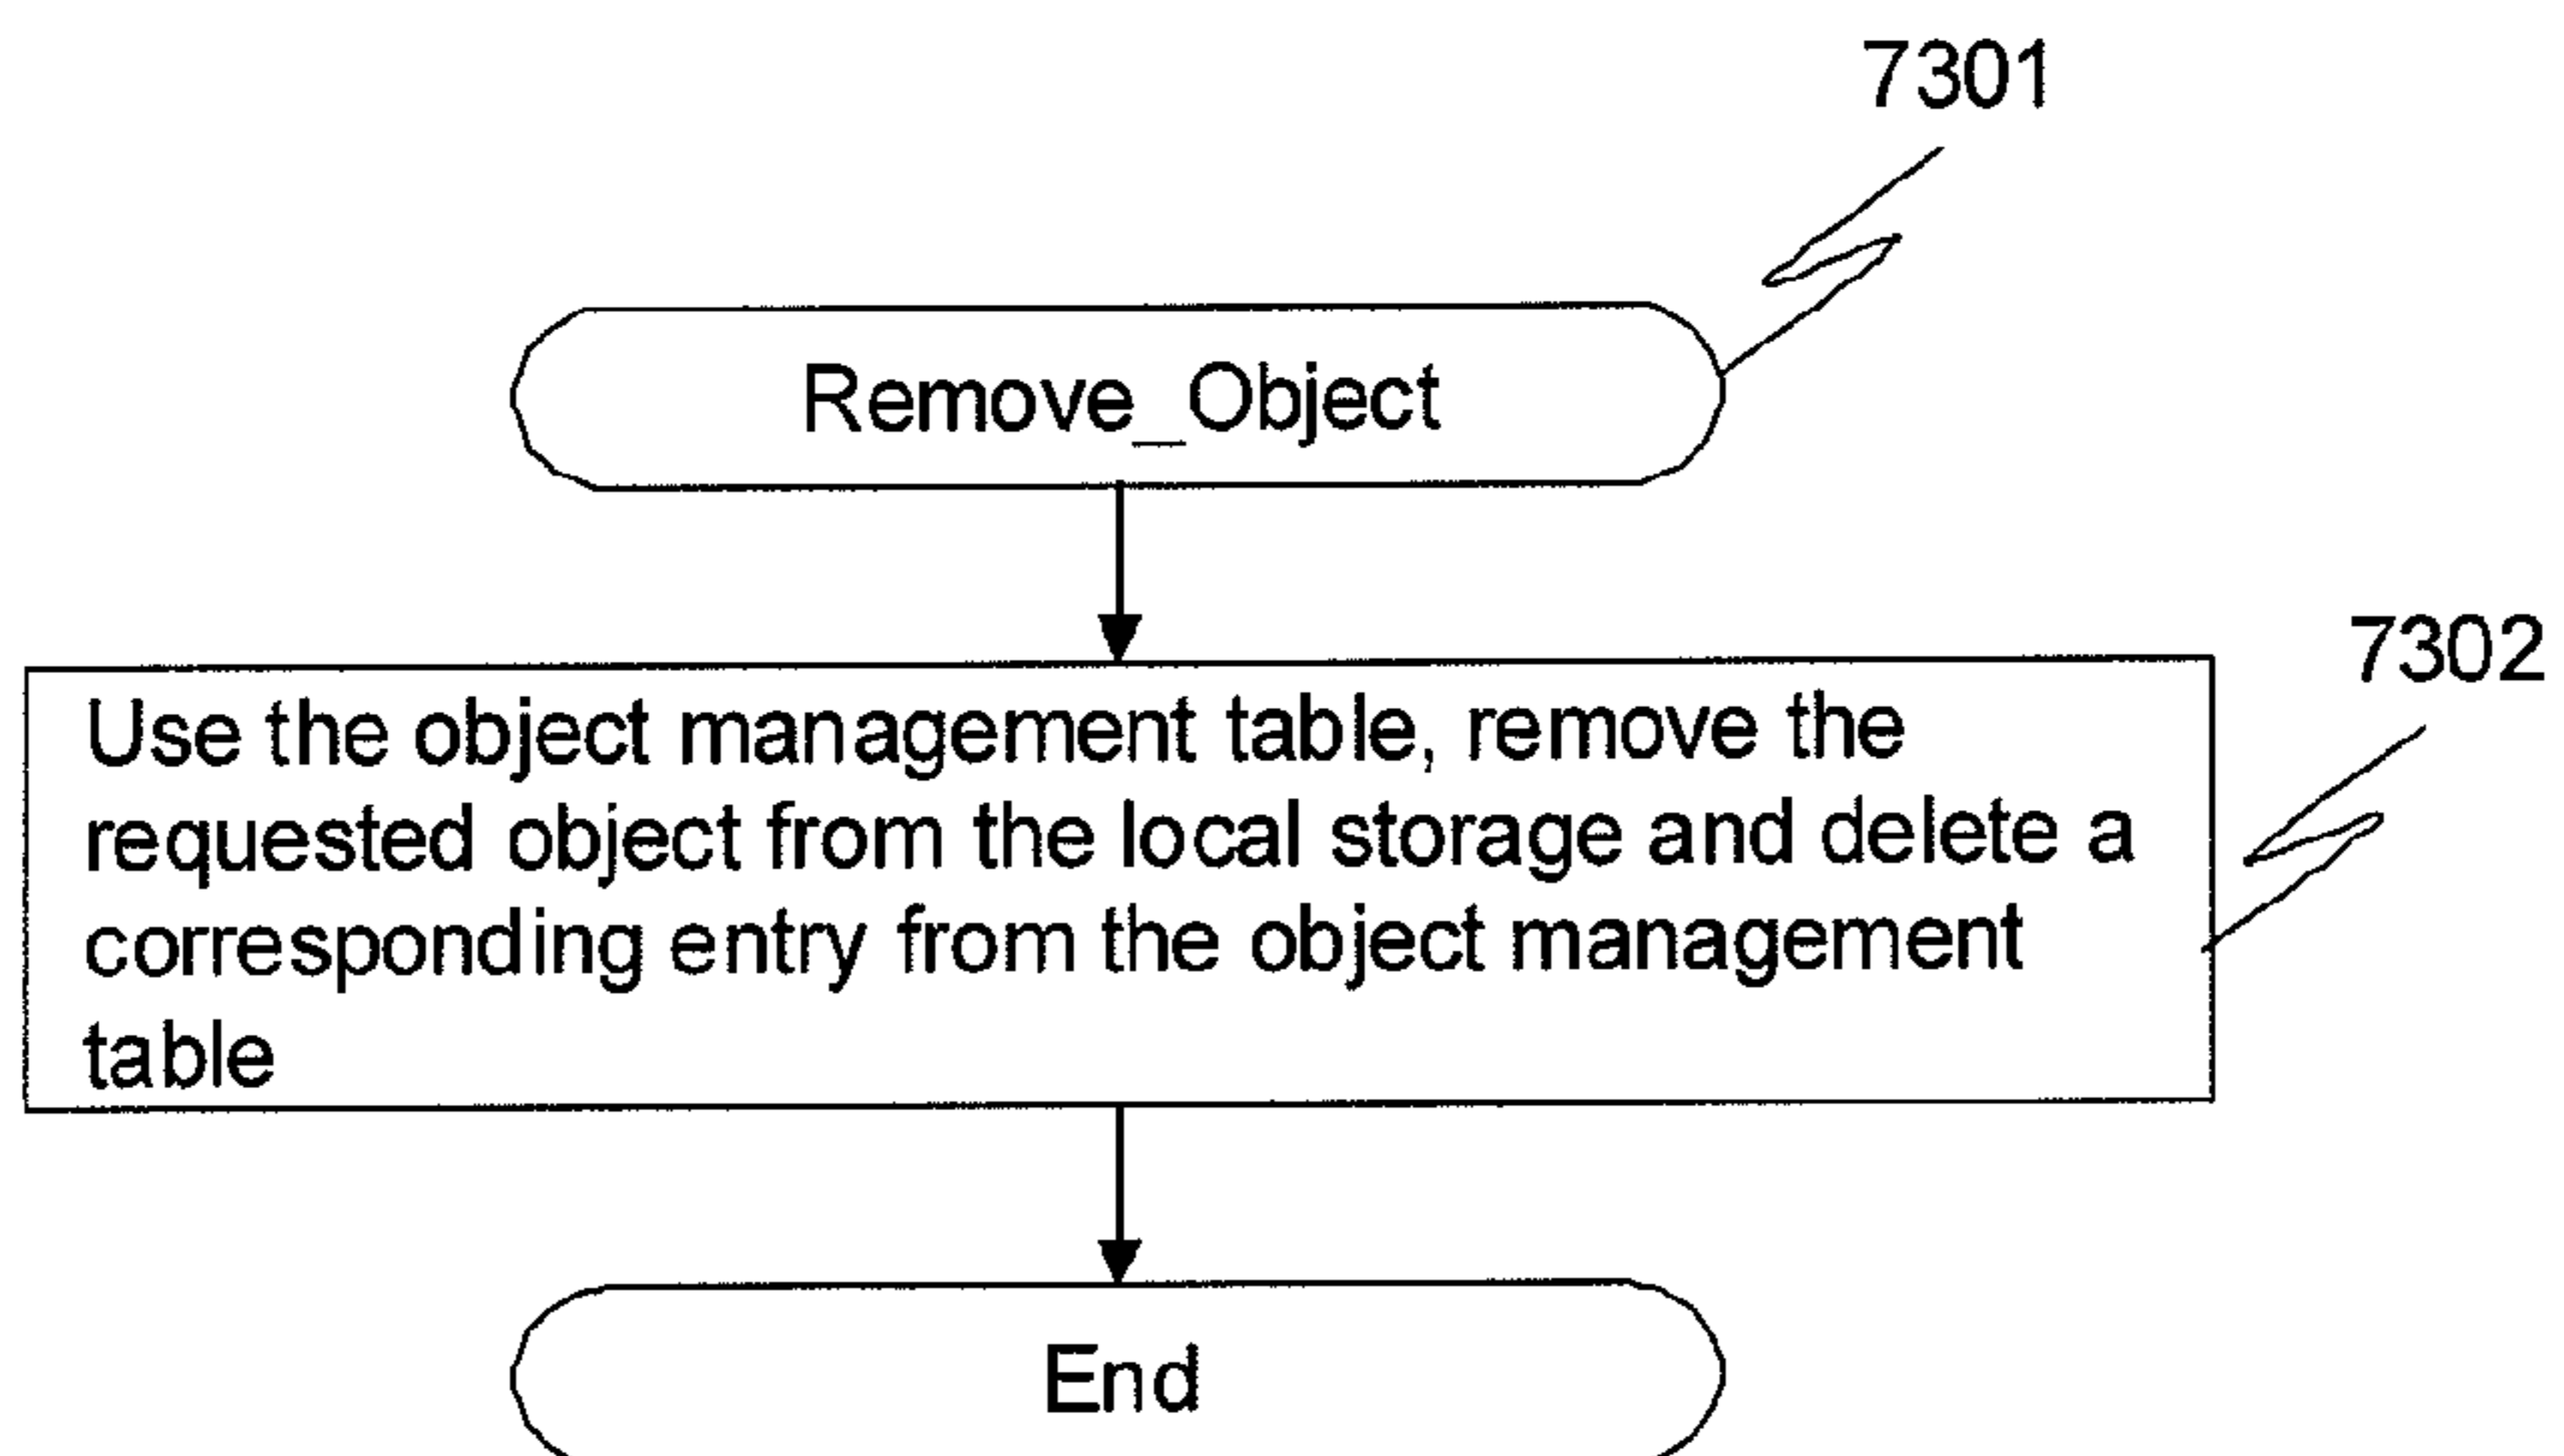 7301
Remove_Object
7302
Use the object management table, remove the
requested object from the local storage and delete a
corresponding entry from the object management
table
End